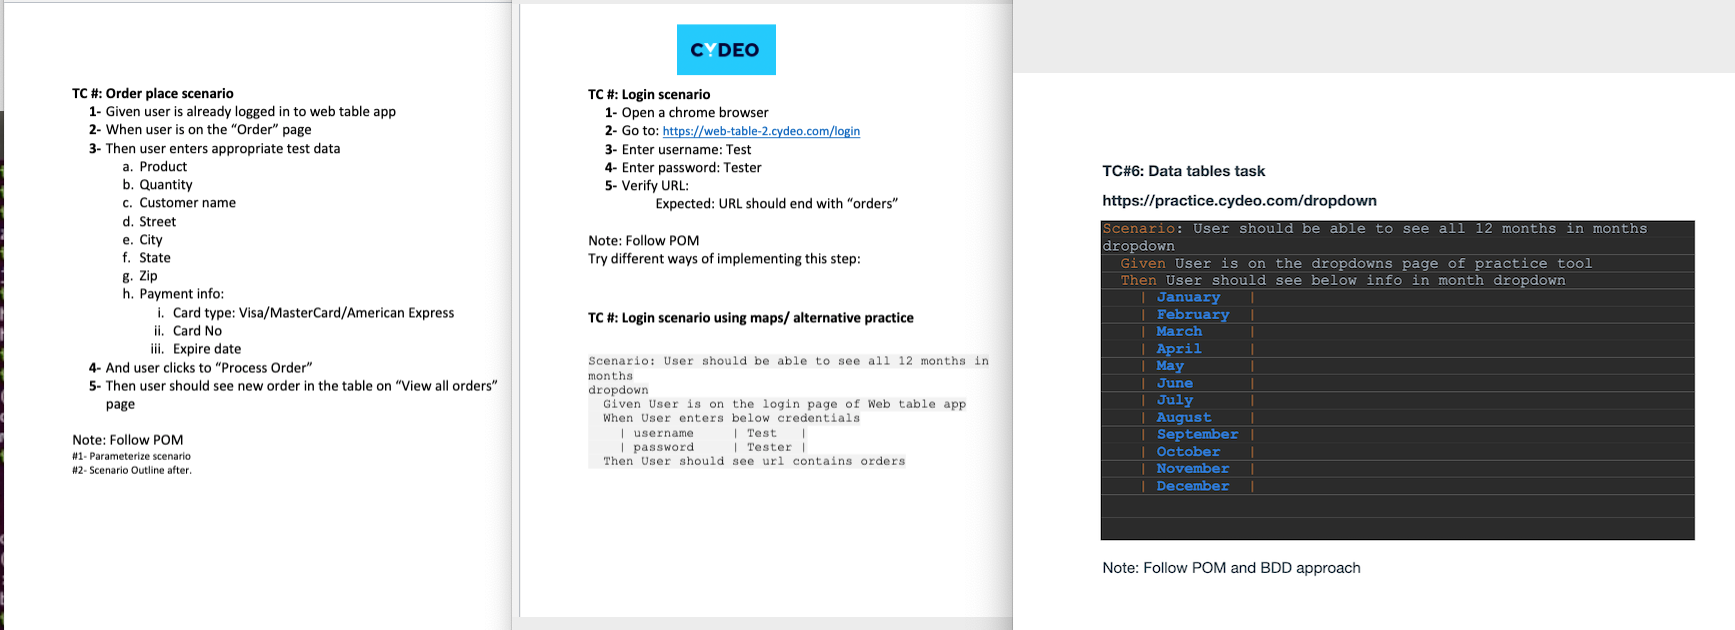 TC #: Order place scenario
1- Given user is already logged in to web table app
2- When user is on the “Order” page
3- Then user enters appropriate test data
a. Product
b. Quantity
c. Customer name
d. Street
e. City
f. State
g. Zip
h. Payment info:
i. Card type: Visa/MasterCard/American Express
ii. Card No
iii. Expire date
4- And user clicks to “Process Order”
5- Then user should see new order in the table on “View all orders”
page
Note: Follow POM
#1- Parameterize scenario
#2- Scenario Outline after.
CYDEO
TC #: Login scenario
1- Open a chrome browser
2- Go to: https://web-table-2.cydeo.com/login
3- Enter username: Test
4- Enter password: Tester
5- Verify URL:
Expected: URL should end with “orders”
Note: Follow POM
Try different ways of implementing this step:
TC #: Login scenario using maps/ alternative practice
Scenario: User should be able to see all 12 months in
months
dropdown
Given User is on the login page of Web table app
When User enters below credentials
| username | Test |
| password | Tester |
Then User should see url contains orders
TC#6: Data tables task
https://practice.cydeo.com/dropdown
Scenario: User should be able to see all 12 months in months
dropdown
Given User is on the dropdowns page of practice tool
Then User should see below info in month dropdown
| January |
| February |
| March |
| April |
| May |
| June |
| July |
| August |
| September |
| October |
| November |
| December |
Note: Follow POM and BDD approach